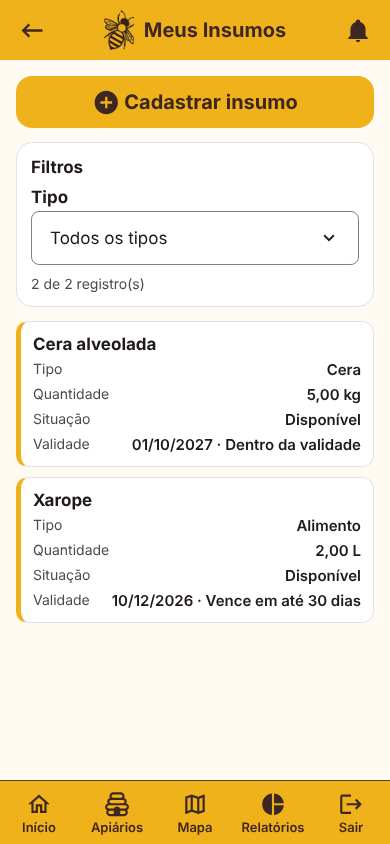 Meus Insumos
Cadastrar insumo
Filtros
Tipo
Todos os tipos
2 de 2 registro(s)
Cera alveolada
Tipo Cera
Quantidade 5,00 kg
Situação Disponível
Validade 01/10/2027 · Dentro da validade
Xarope
Tipo Alimento
Quantidade 2,00 L
Situação Disponível
Validade 10/12/2026 · Vence em até 30 dias
Início Apiários Mapa Relatórios Sair